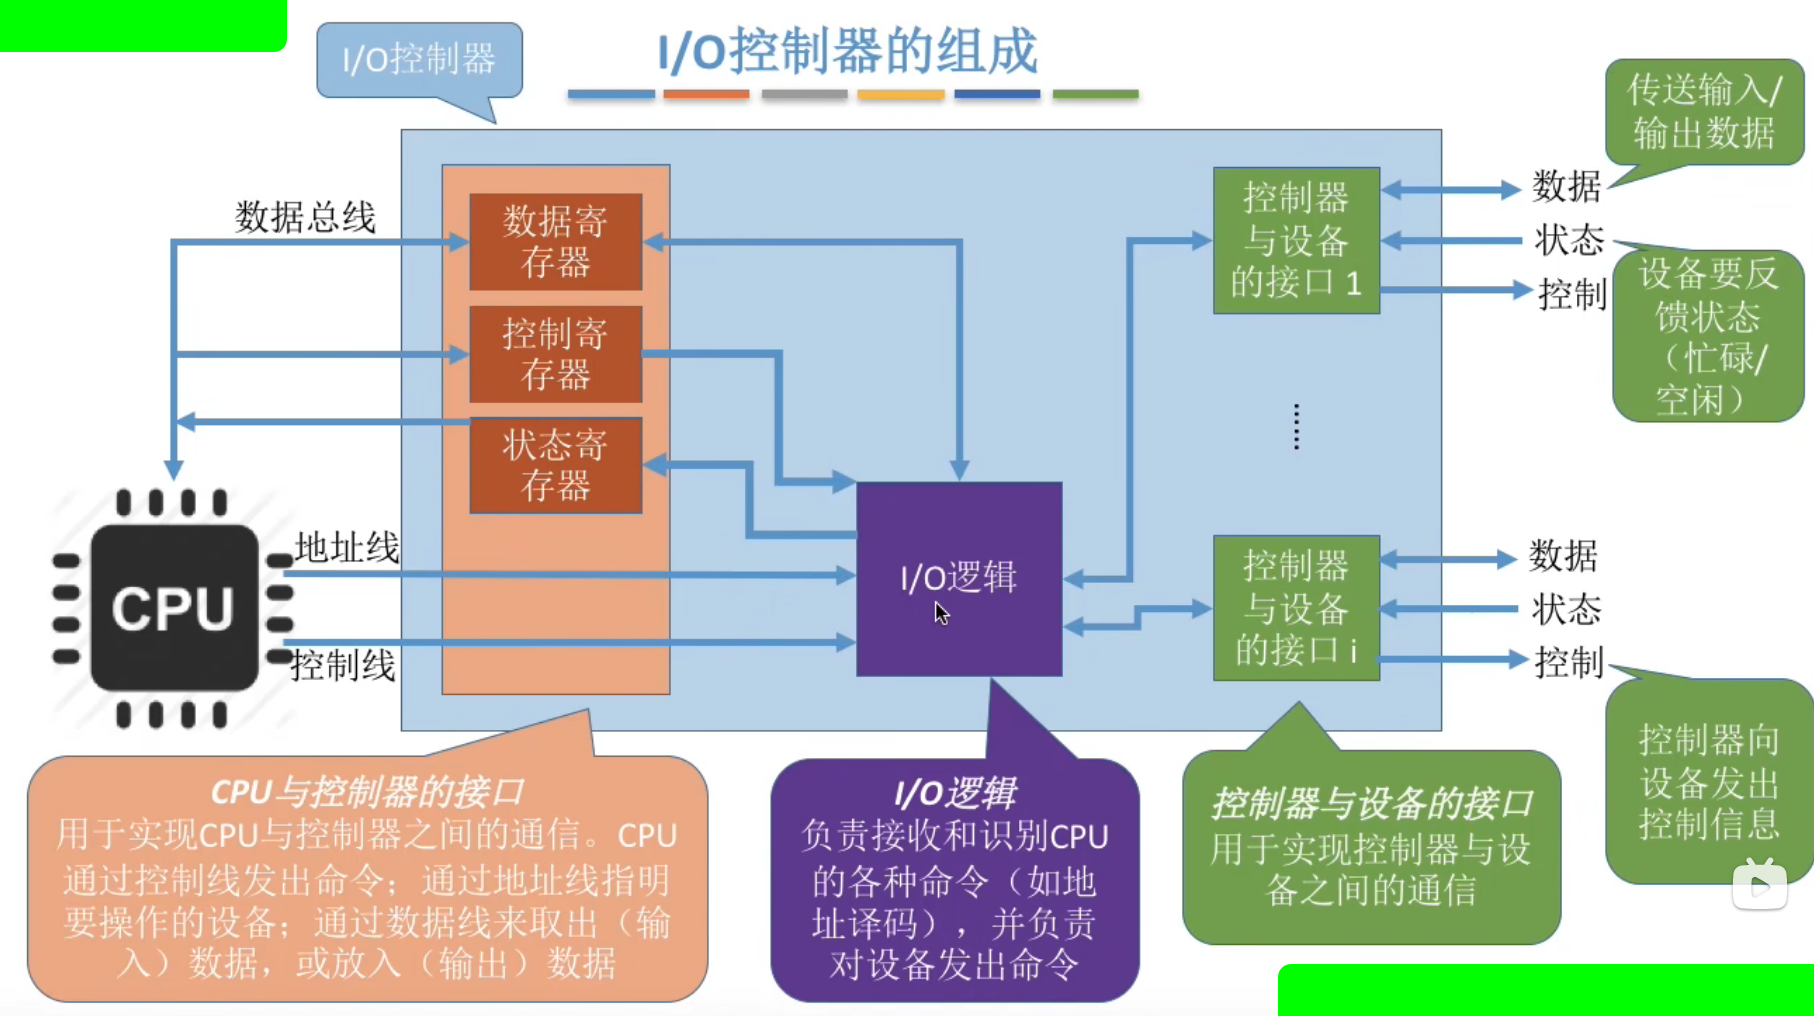 I/O控制器的组成
I/O控制器
传送输入/
输出数据
数据总线
数据寄
存器
控制寄
存器
状态寄
存器
控制器
与设备
的接口 1
数据
状态
控制
设备要反
馈状态
（忙碌/
空闲）
CPU
地址线
控制线
I/O逻辑
控制器
与设备
的接口 i
数据
状态
控制
控制器向
设备发出
控制信息
CPU与控制器的接口
用于实现CPU与控制器之间的通信。CPU
通过控制线发出命令；通过地址线指明
要操作的设备；通过数据线来取出（输
入）数据，或放入（输出）数据
I/O逻辑
负责接收和识别CPU
的各种命令（如地
址译码），并负责
对设备发出命令
控制器与设备的接口
用于实现控制器与设
备之间的通信